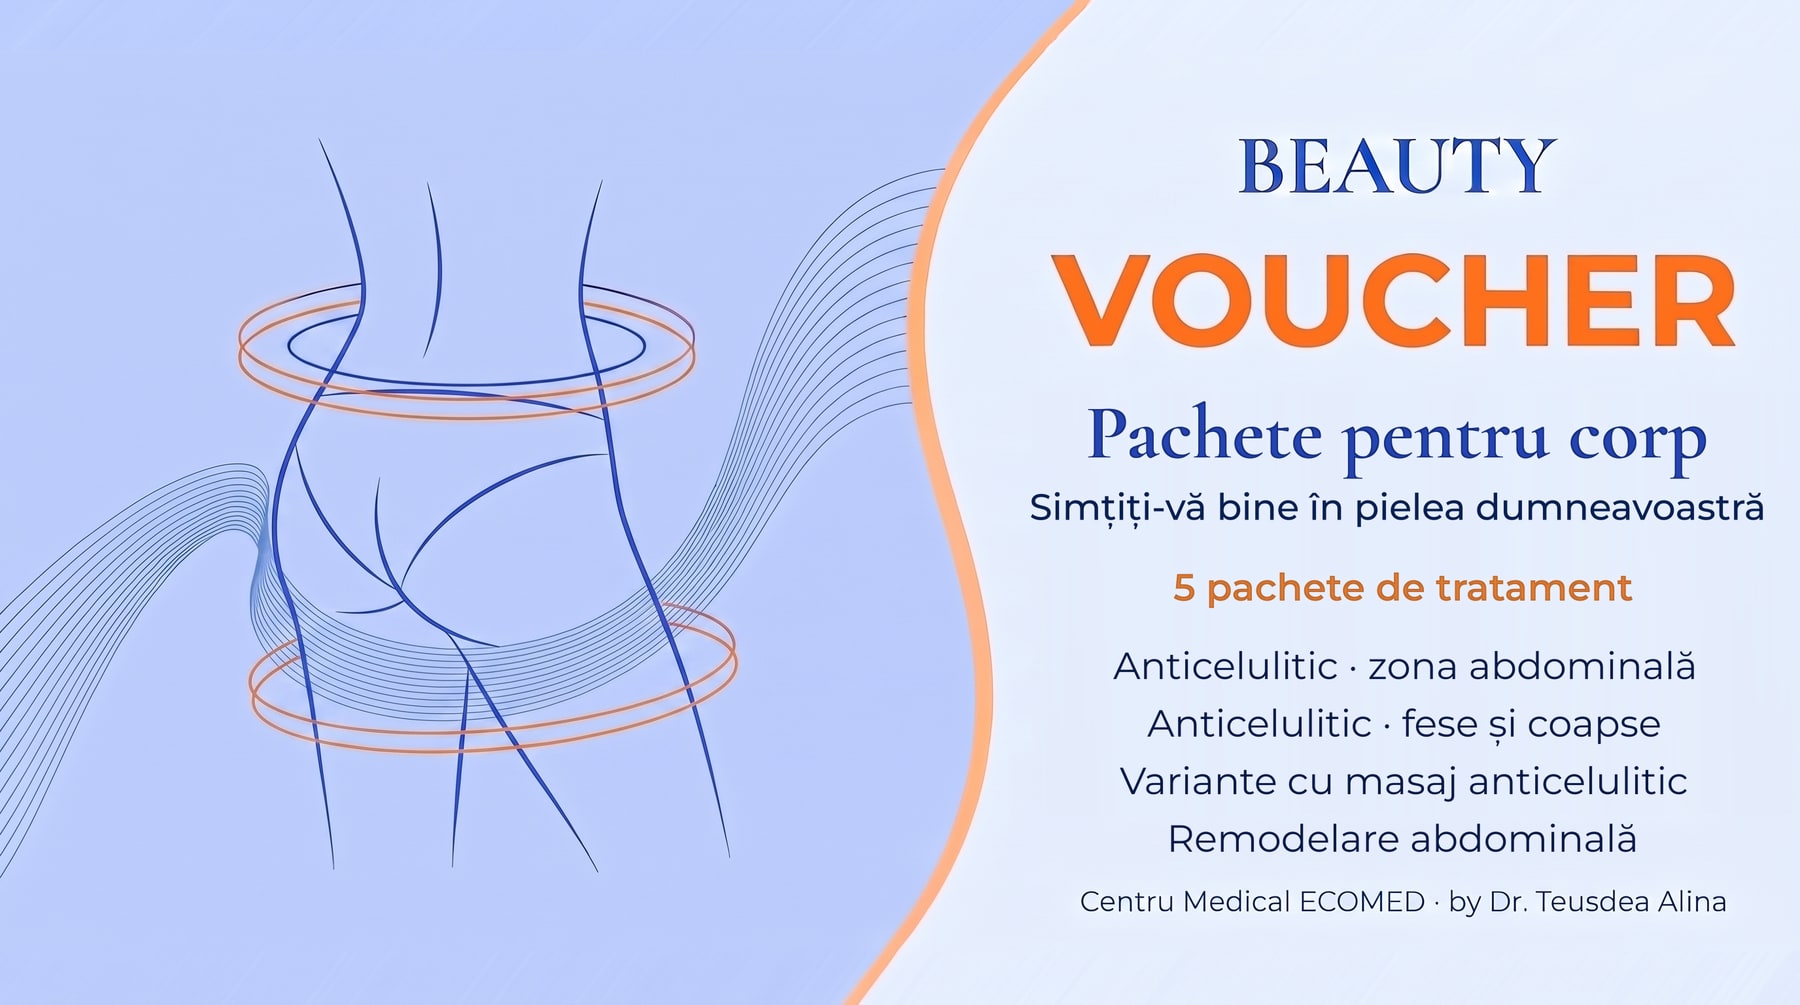 BEAUTY
VOUCHER
Pachete pentru corp
Simțiți-vă bine în pielea dumneavoastră
5 pachete de tratament
Anticelulitic · zona abdominală
Anticelulitic · fese și coapse
Variante cu masaj anticelulitic
Remodelare abdominală
Centru Medical ECOMED · by Dr. Teusdea Alina